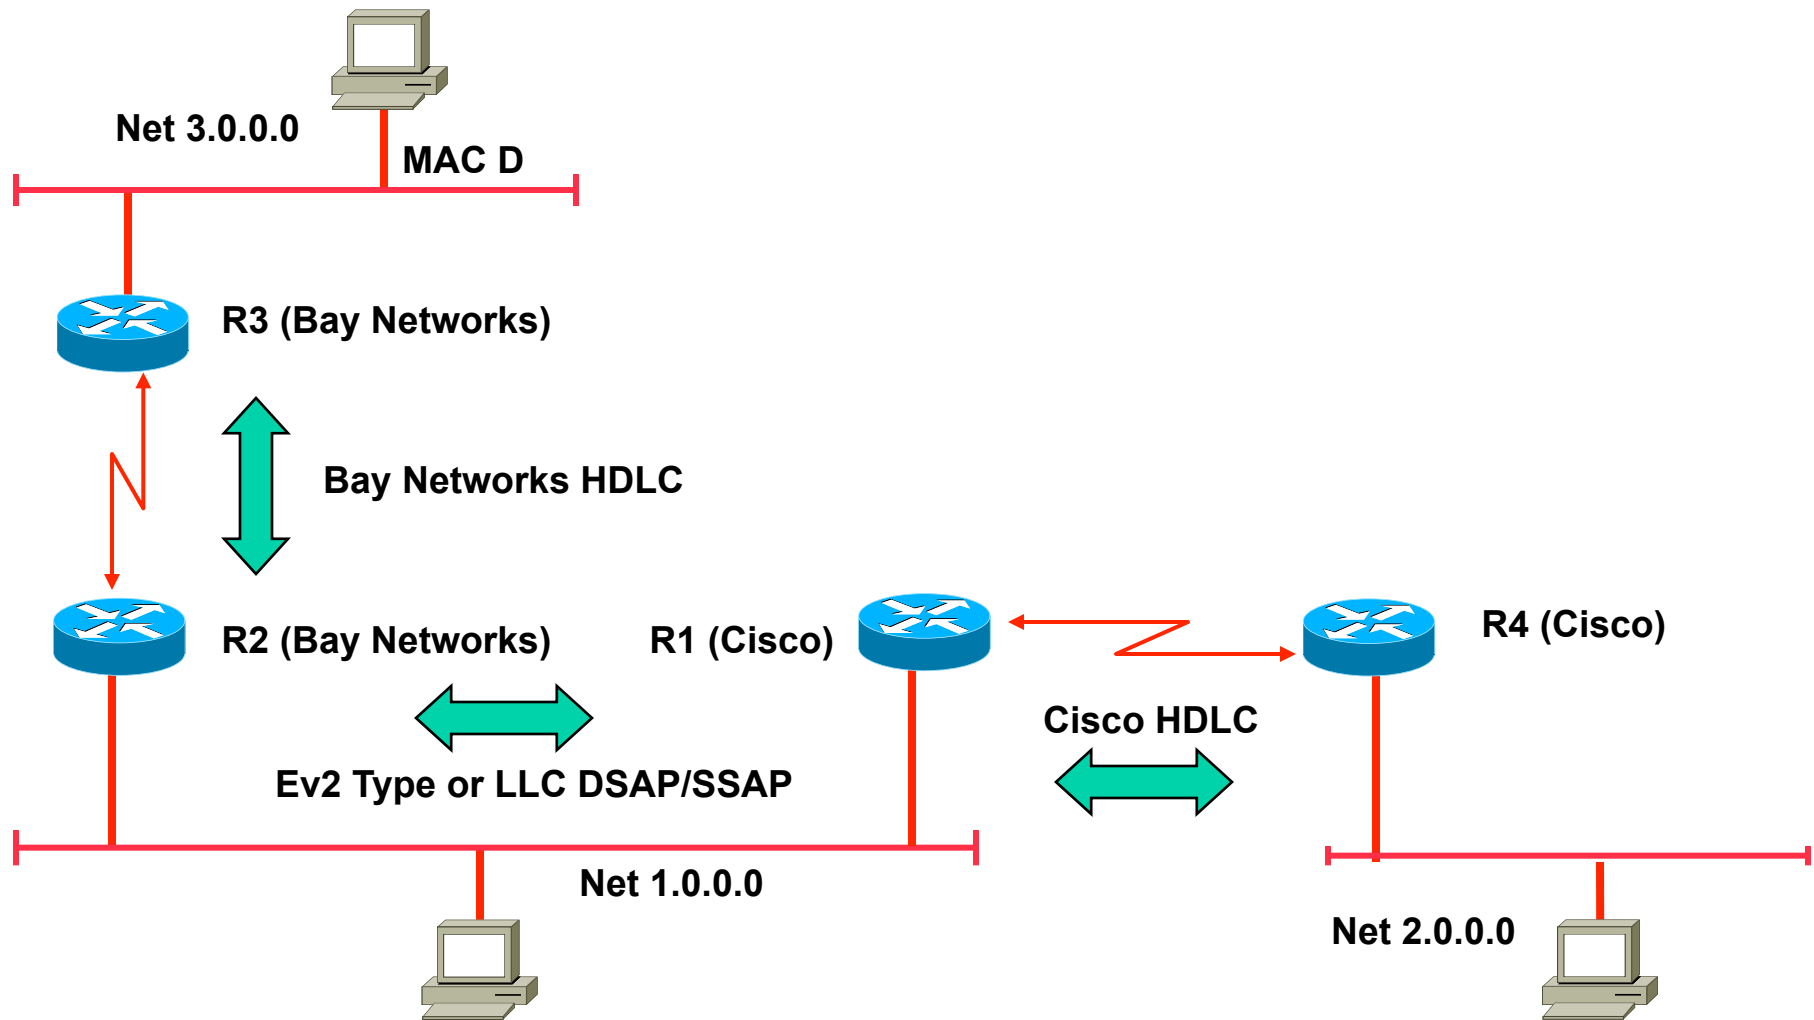 Net 3.0.0.0
MAC D
R3 (Bay Networks)
Bay Networks HDLC
R2 (Bay Networks)
R1 (Cisco)
R4 (Cisco)
Cisco HDLC
Ev2 Type or LLC DSAP/SSAP
Net 1.0.0.0
Net 2.0.0.0